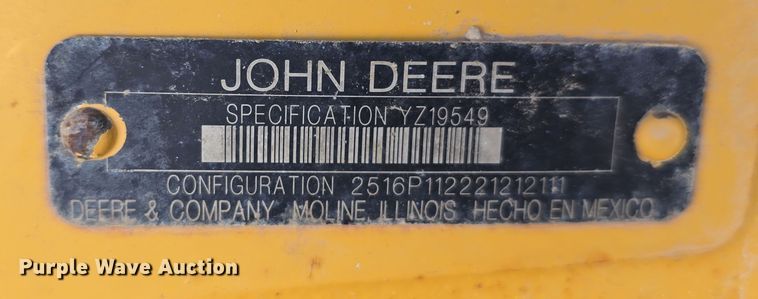 JOHN DEERE
SPECIFICATION YZ19549
CONFIGURATION 2516P112221212111
DEERE & COMPANY MOLINE, ILLINOIS HECHO EN MEXICO
Purple Wave Auction